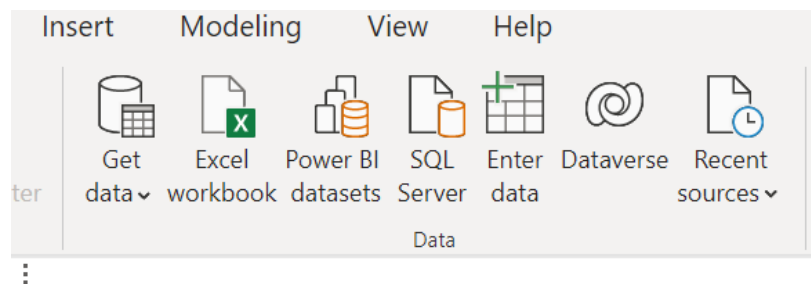 Insert Modeling View Help
Get Excel Power BI SQL Enter Dataverse Recent
ter data workbook datasets Server data sources
Data